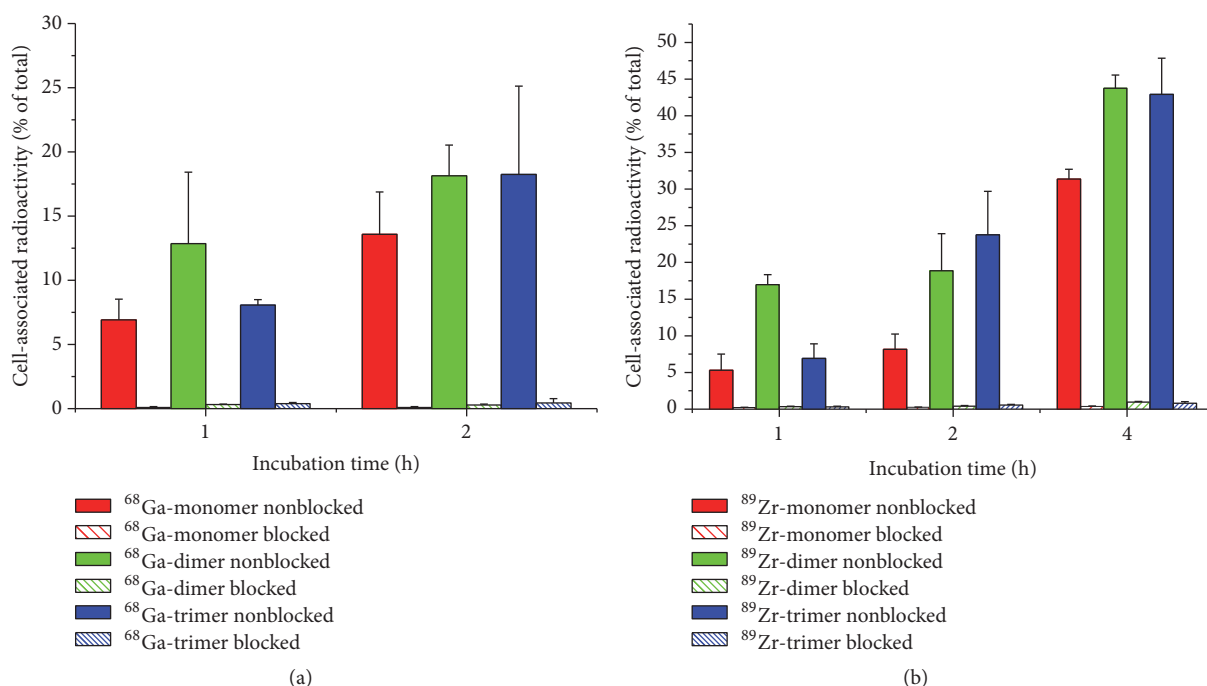 30
25
20
15
10
5
0
Cell-associated radioactivity (% of total)
1
2
Incubation time (h)
⁶⁸Ga-monomer nonblocked
⁶⁸Ga-monomer blocked
⁶⁸Ga-dimer nonblocked
⁶⁸Ga-dimer blocked
⁶⁸Ga-trimer nonblocked
⁶⁸Ga-trimer blocked
(a)
50
45
40
35
30
25
20
15
10
5
0
Cell-associated radioactivity (% of total)
1
2
4
Incubation time (h)
⁸⁹Zr-monomer nonblocked
⁸⁹Zr-monomer blocked
⁸⁹Zr-dimer nonblocked
⁸⁹Zr-dimer blocked
⁸⁹Zr-trimer nonblocked
⁸⁹Zr-trimer blocked
(b)